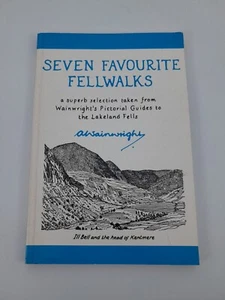 SEVEN FAVOURITE
FELLWALKS
a superb selection taken from
Wainwright's Pictorial Guides to
the Lakeland Fells
AWainwright
Ill Bell and the head of Kentmere